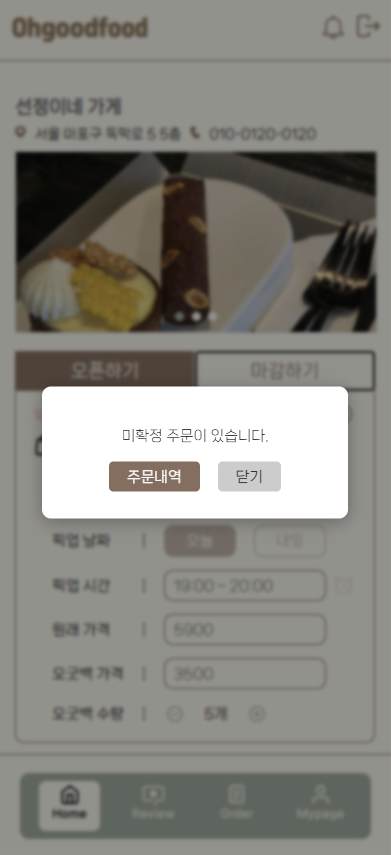 Ohgoodfood
선점이네 가게
서울 마포구 독막로 5 5층 010-0120-0120
오픈하기 마감하기
미확정 주문이 있습니다.
주문내역 닫기
픽업 날짜 | 오늘 내일
픽업 시간 | 19:00 - 20:00
원래 가격 | 5900
오굿백 가격 | 3500
오굿백 수량 | 5개
Home Review Order Mypage